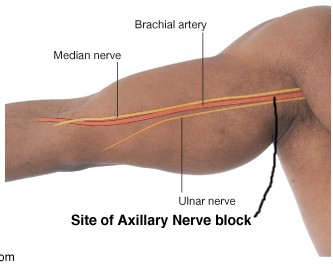 Brachial artery
Median nerve
Ulnar nerve
Site of Axillary Nerve block
om